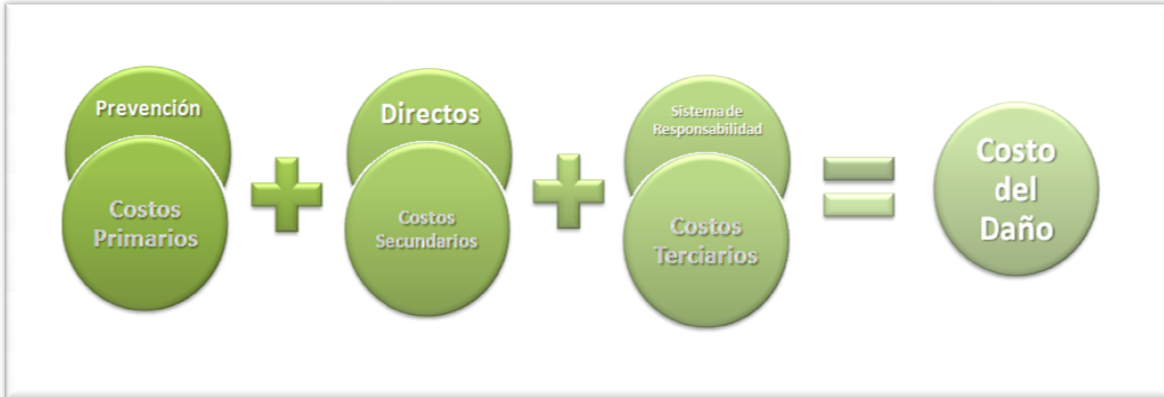 Prevención
Costos
Primarios
Directos
Costos
Secundarios
Sistema de
Responsabilidad
Costos
Terciarios
Costo
del
Daño